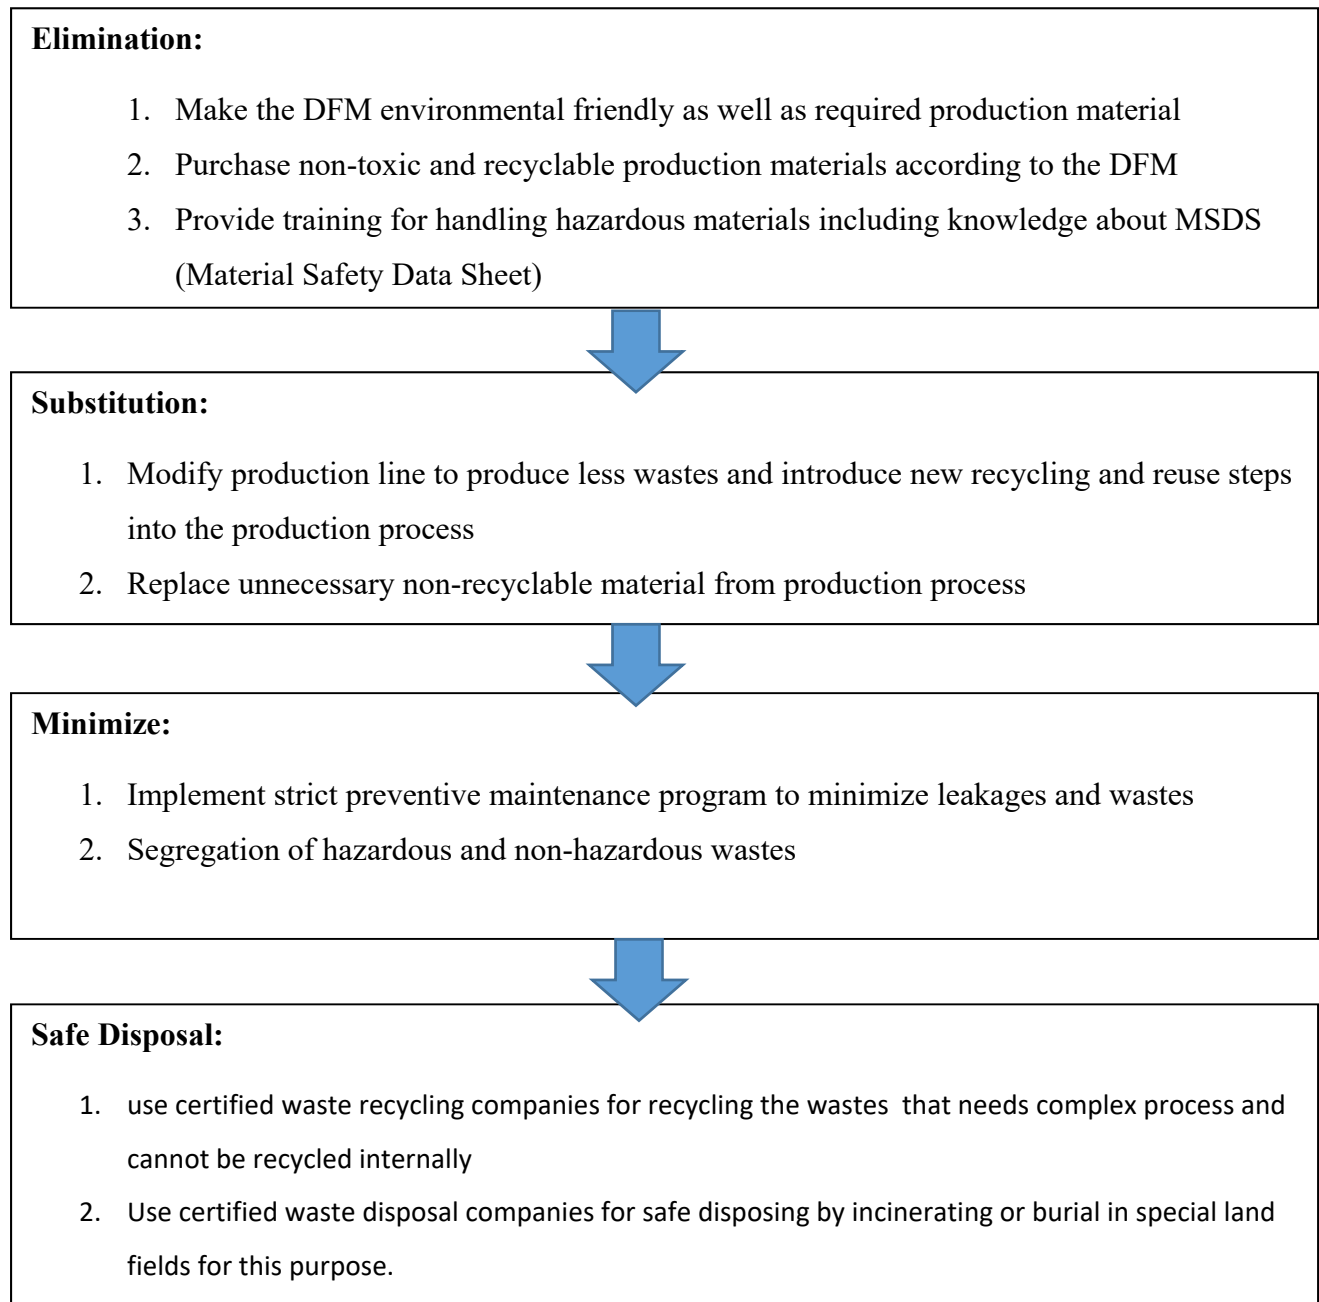 Elimination:
1. Make the DFM environmental friendly as well as required production material
2. Purchase non-toxic and recyclable production materials according to the DFM
3. Provide training for handling hazardous materials including knowledge about MSDS
(Material Safety Data Sheet)
Substitution:
1. Modify production line to produce less wastes and introduce new recycling and reuse steps
into the production process
2. Replace unnecessary non-recyclable material from production process
Minimize:
1. Implement strict preventive maintenance program to minimize leakages and wastes
2. Segregation of hazardous and non-hazardous wastes
Safe Disposal:
1. use certified waste recycling companies for recycling the wastes  that needs complex process and
cannot be recycled internally
2. Use certified waste disposal companies for safe disposing by incinerating or burial in special land
fields for this purpose.